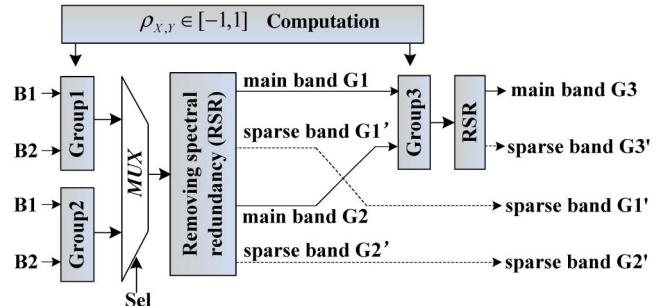 ρX,Y ∈ [-1,1] Computation
B1
B2
Group1
B1
B2
Group2
MUX
Sel
Removing spectral
redundancy (RSR)
main band G1
sparse band G1’
main band G2
sparse band G2’
Group3
RSR
main band G3
sparse band G3'
sparse band G1'
sparse band G2'